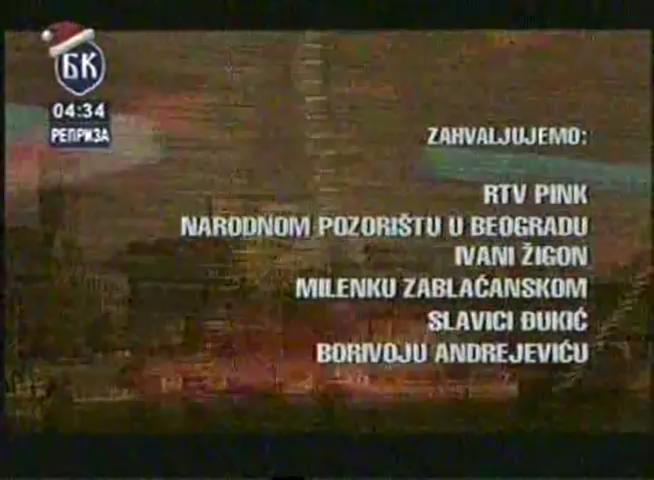 БК
04:34
РЕПРИЗА
ZAHVALJUJEMO:
RTV PINK
NARODNOM POZORIŠTU U BEOGRADU
IVANI ŽIGON
MILENKU ZABLAĆANSKOM
SLAVICI ĐUKIĆ
BORIVOJU ANDREJEVIĆU